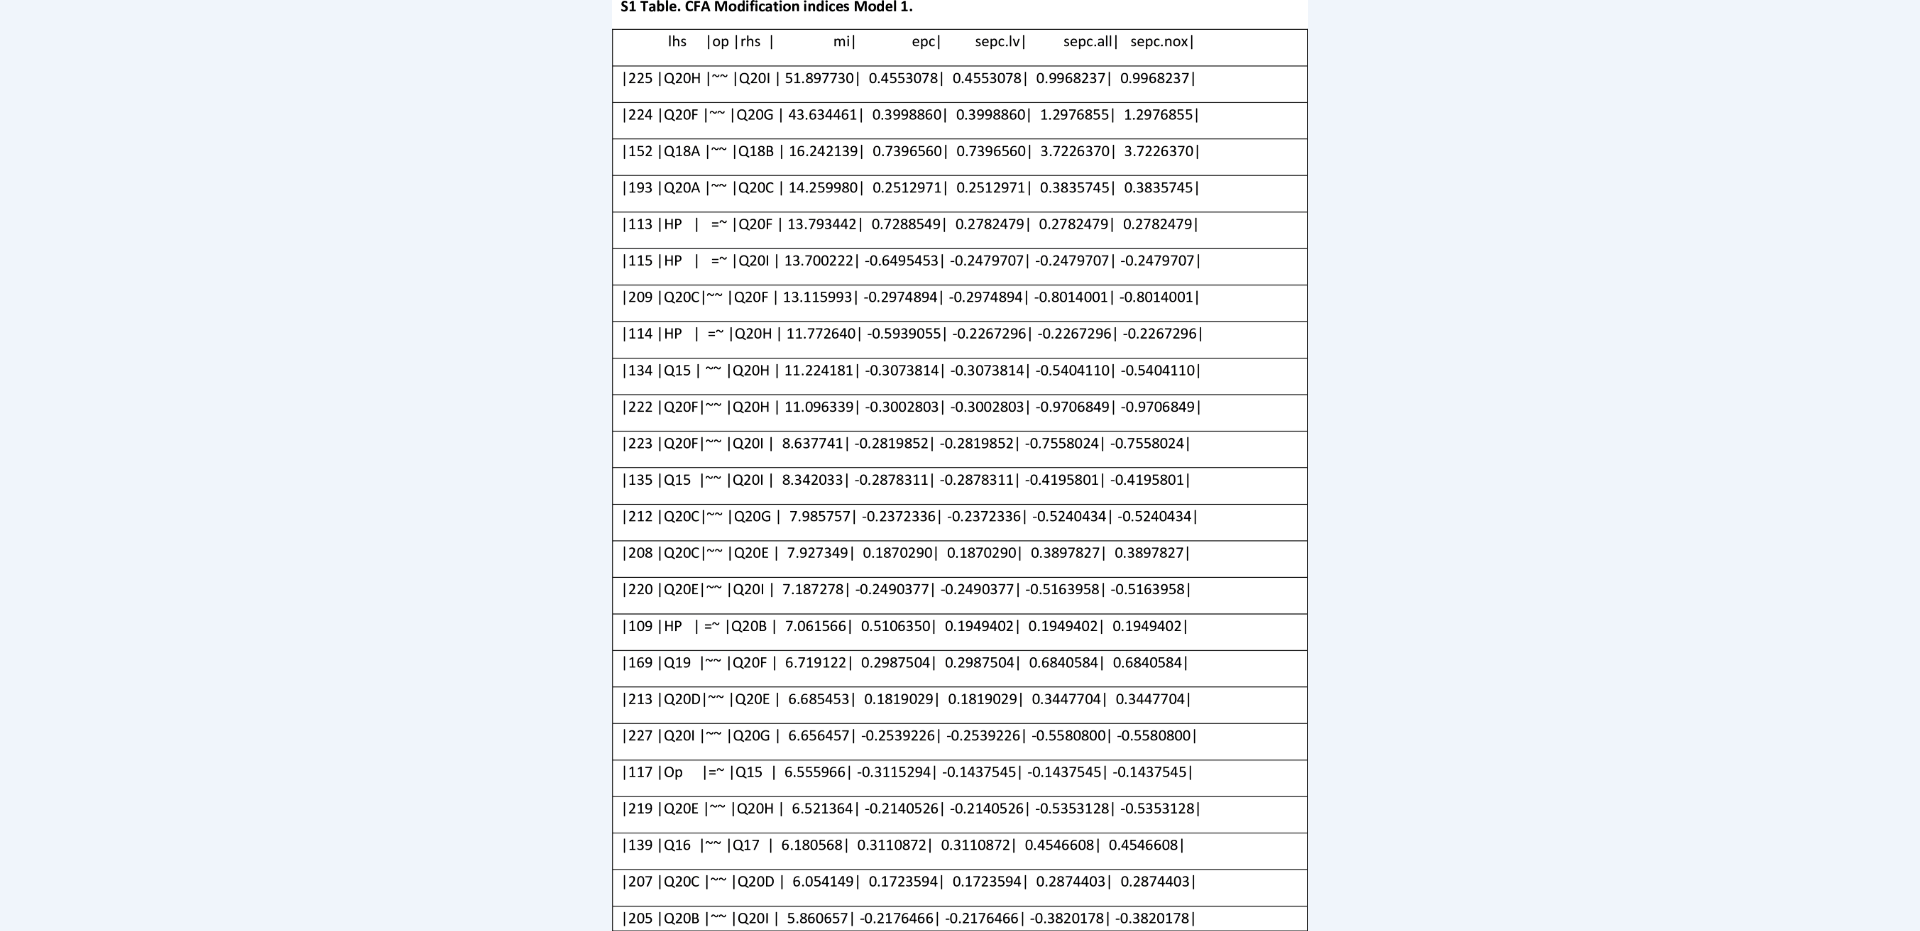 S1 Table. CFA Modification indices Model 1.
lhs |op |rhs | mi| epc| sepc.lv| sepc.all| sepc.nox|
|225 |Q20H |~~ |Q20I | 51.897730| 0.4553078| 0.4553078| 0.9968237| 0.9968237|
|224 |Q20F |~~ |Q20G | 43.634461| 0.3998860| 0.3998860| 1.2976855| 1.2976855|
|152 |Q18A |~~ |Q18B | 16.242139| 0.7396560| 0.7396560| 3.7226370| 3.7226370|
|193 |Q20A |~~ |Q20C | 14.259980| 0.2512971| 0.2512971| 0.3835745| 0.3835745|
|113 |HP | =~ |Q20F | 13.793442| 0.7288549| 0.2782479| 0.2782479| 0.2782479|
|115 |HP | =~ |Q20I | 13.700222| -0.6495453| -0.2479707| -0.2479707| -0.2479707|
|209 |Q20C|~~ |Q20F | 13.115993| -0.2974894| -0.2974894| -0.8014001| -0.8014001|
|114 |HP | =~ |Q20H | 11.772640| -0.5939055| -0.2267296| -0.2267296| -0.2267296|
|134 |Q15 | ~~ |Q20H | 11.224181| -0.3073814| -0.3073814| -0.5404110| -0.5404110|
|222 |Q20F|~~ |Q20H | 11.096339| -0.3002803| -0.3002803| -0.9706849| -0.9706849|
|223 |Q20F|~~ |Q20I | 8.637741| -0.2819852| -0.2819852| -0.7558024| -0.7558024|
|135 |Q15 |~~ |Q20I | 8.342033| -0.2878311| -0.2878311| -0.4195801| -0.4195801|
|212 |Q20C|~~ |Q20G | 7.985757| -0.2372336| -0.2372336| -0.5240434| -0.5240434|
|208 |Q20C|~~ |Q20E | 7.927349| 0.1870290| 0.1870290| 0.3897827| 0.3897827|
|220 |Q20E|~~ |Q20I | 7.187278| -0.2490377| -0.2490377| -0.5163958| -0.5163958|
|109 |HP | =~ |Q20B | 7.061566| 0.5106350| 0.1949402| 0.1949402| 0.1949402|
|169 |Q19 |~~ |Q20F | 6.719122| 0.2987504| 0.2987504| 0.6840584| 0.6840584|
|213 |Q20D|~~ |Q20E | 6.685453| 0.1819029| 0.1819029| 0.3447704| 0.3447704|
|227 |Q20I |~~ |Q20G | 6.656457| -0.2539226| -0.2539226| -0.5580800| -0.5580800|
|117 |Op |=~ |Q15 | 6.555966| -0.3115294| -0.1437545| -0.1437545| -0.1437545|
|219 |Q20E |~~ |Q20H | 6.521364| -0.2140526| -0.2140526| -0.5353128| -0.5353128|
|139 |Q16 |~~ |Q17 | 6.180568| 0.3110872| 0.3110872| 0.4546608| 0.4546608|
|207 |Q20C |~~ |Q20D | 6.054149| 0.1723594| 0.1723594| 0.2874403| 0.2874403|
|205 |Q20B |~~ |Q20I | 5.860657| -0.2176466| -0.2176466| -0.3820178| -0.3820178|